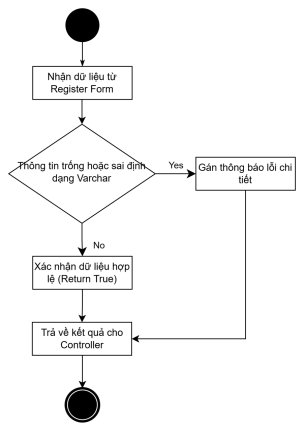 Nhận dữ liệu từ
Register Form
Thông tin trống hoặc sai định
dạng Varchar
Yes
Gán thông báo lỗi chi
tiết
No
Xác nhận dữ liệu hợp
lệ (Return True)
Trả về kết quả cho
Controller